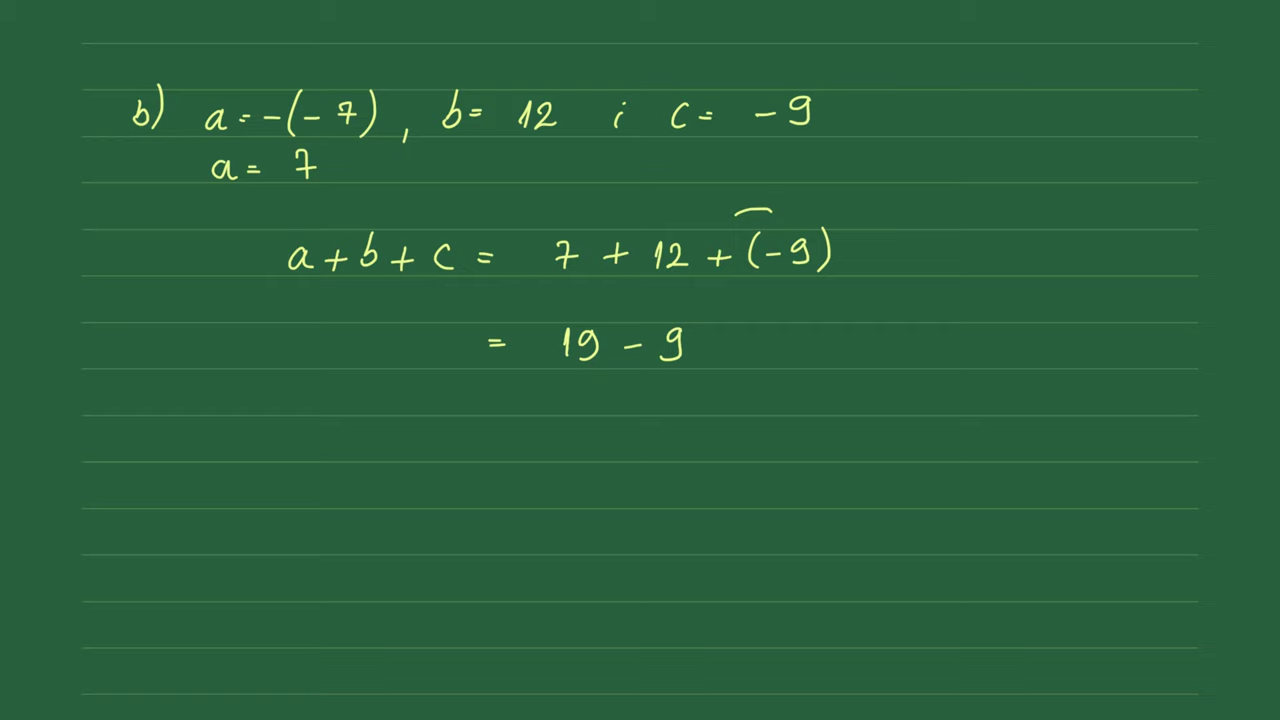 b) a = -(-7), b = 12 i c = -9
a = 7
a + b + c = 7 + 12 + (-9)
= 19 - 9